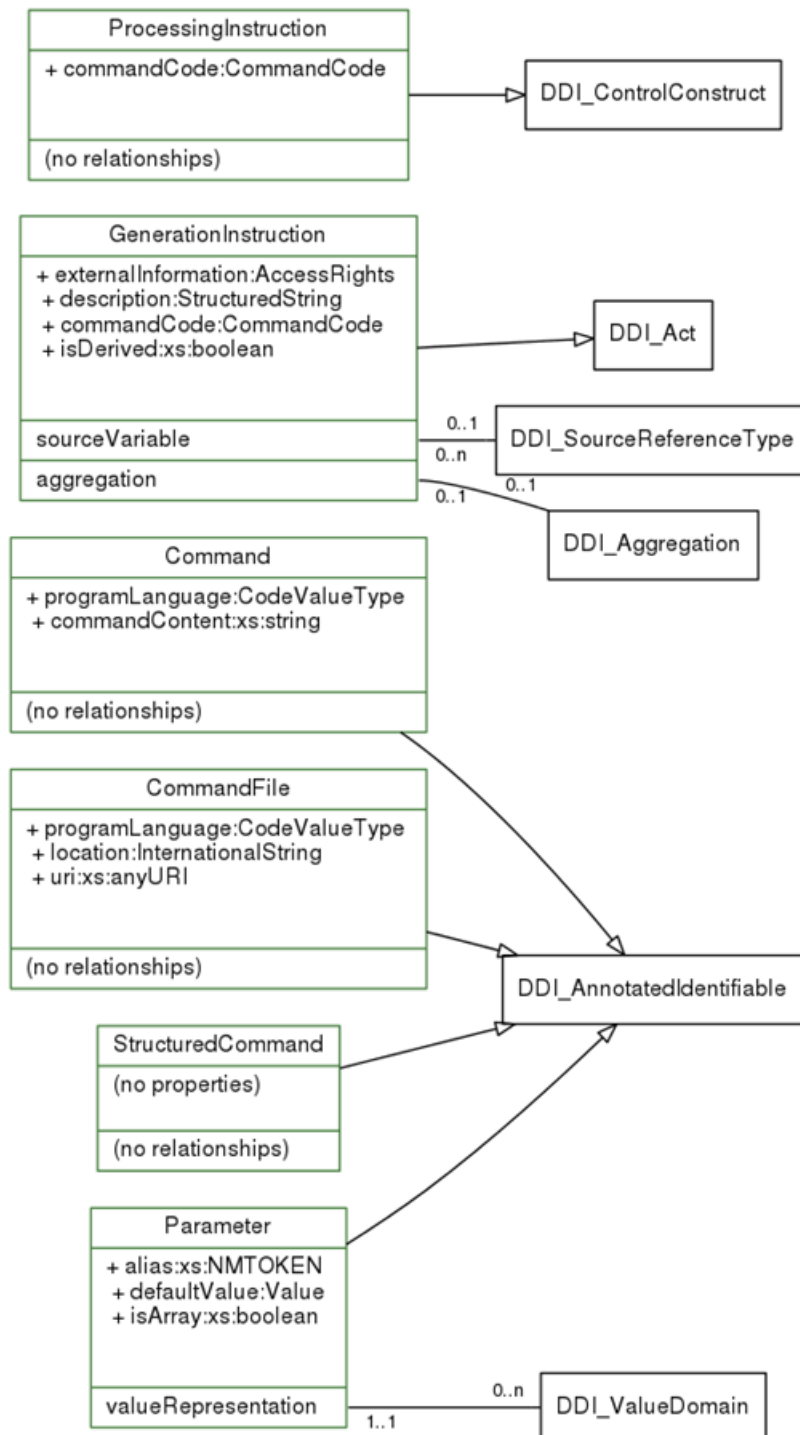 ProcessingInstruction
+ commandCode:CommandCode
(no relationships)
DDI_ControlConstruct
GenerationInstruction
+ externalInformation:AccessRights
+ description:StructuredString
+ commandCode:CommandCode
+ isDerived:xs:boolean
sourceVariable
aggregation
DDI_Act
0..1
0..n
DDI_SourceReferenceType
0..1
0..1
DDI_Aggregation
Command
+ programLanguage:CodeValueType
+ commandContent:xs:string
(no relationships)
CommandFile
+ programLanguage:CodeValueType
+ location:InternationalString
+ uri:xs:anyURI
(no relationships)
DDI_AnnotatedIdentifiable
StructuredCommand
(no properties)
(no relationships)
Parameter
+ alias:xs:NMTOKEN
+ defaultValue:Value
+ isArray:xs:boolean
valueRepresentation
0..n
1..1
DDI_ValueDomain